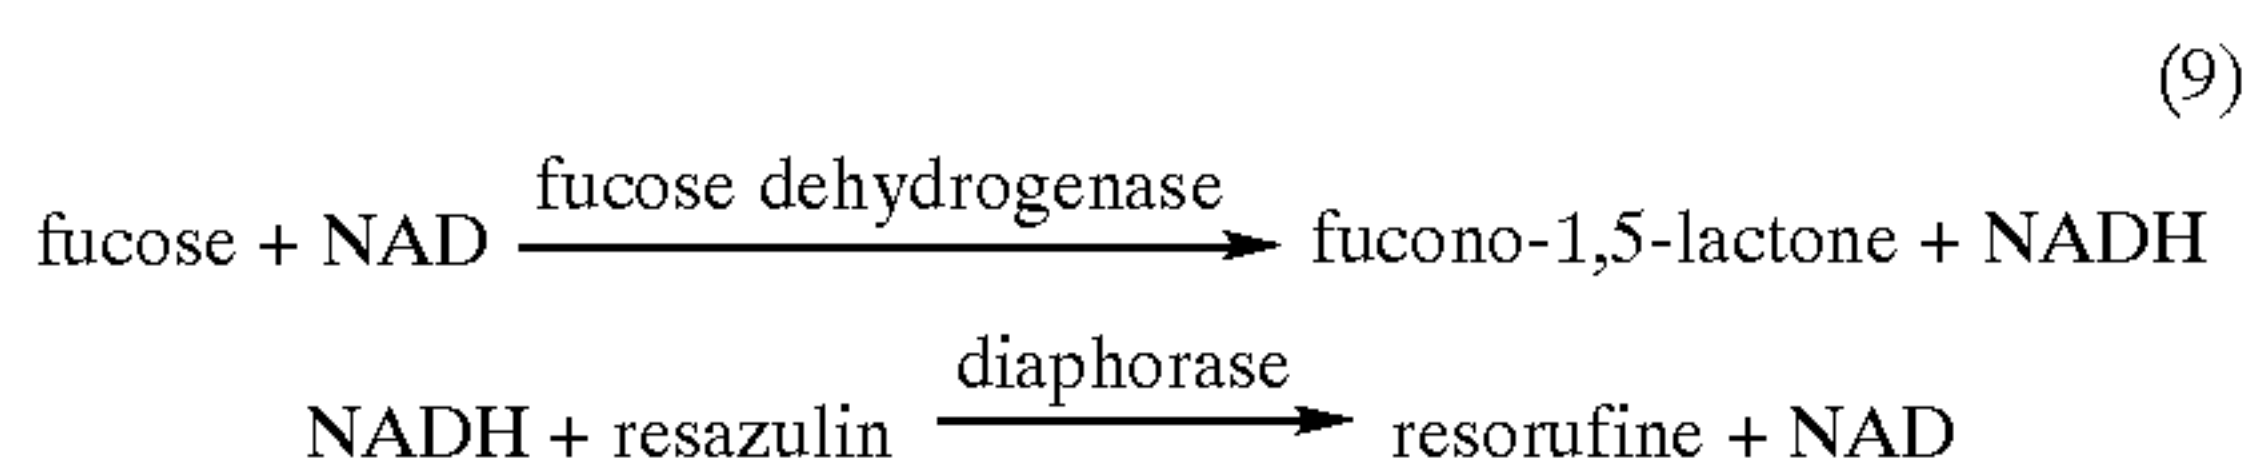 (9)
fucose dehydrogenase
fucose + NAD ⟶ fucono-1,5-lactone + NADH
diaphorase
NADH + resazulin ⟶ resorufine + NAD